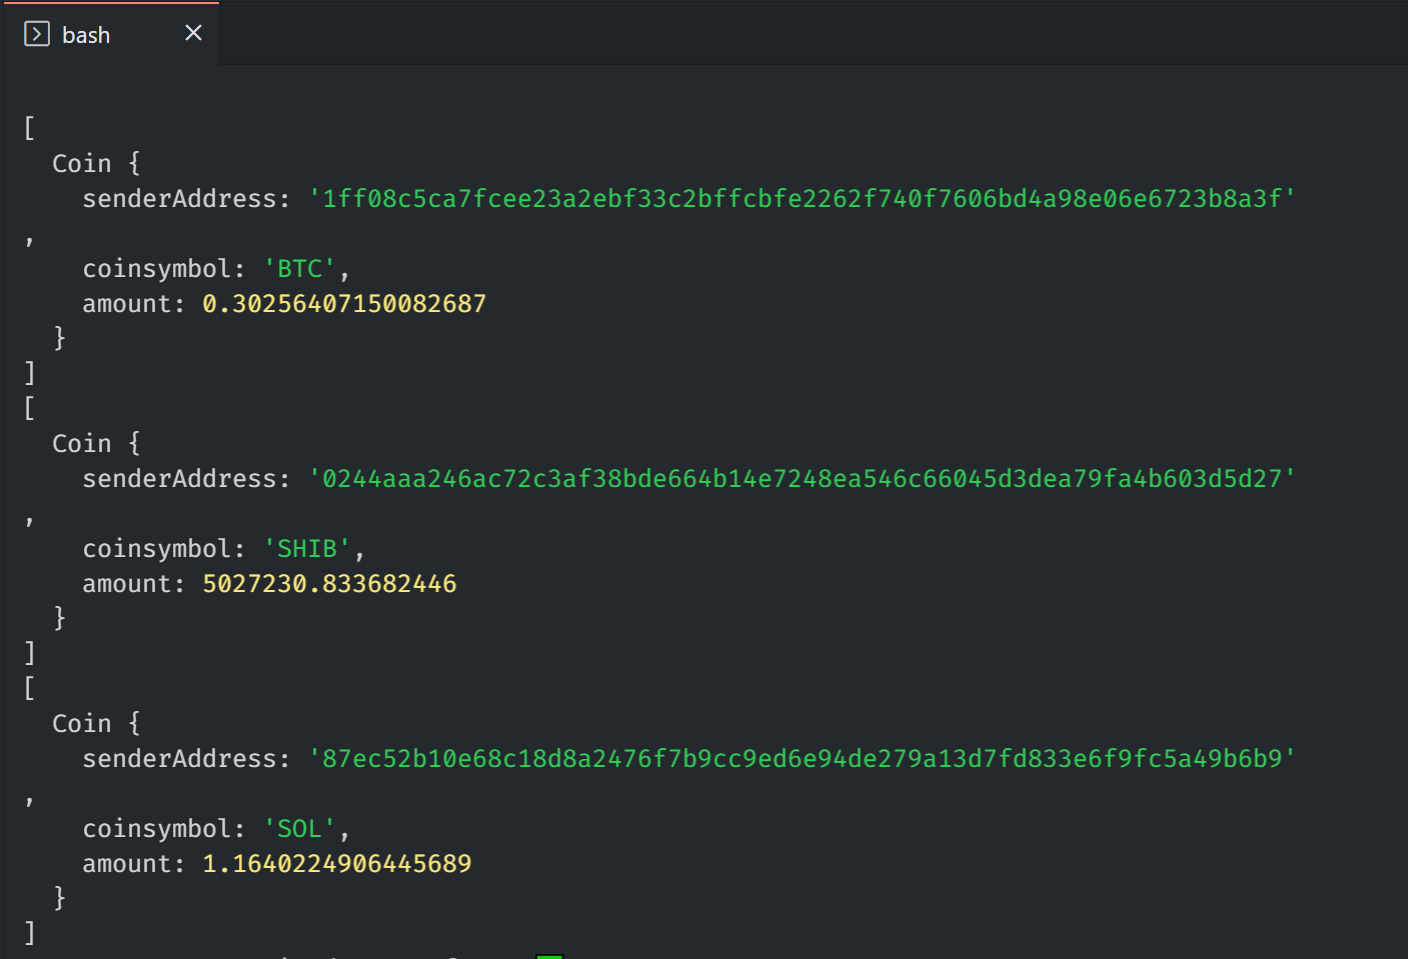 bash
[
Coin {
senderAddress: '1ff08c5ca7fcee23a2ebf33c2bffcbfe2262f740f7606bd4a98e06e6723b8a3f'
,
coinsymbol: 'BTC',
amount: 0.30256407150082687
}
]
[
Coin {
senderAddress: '0244aaa246ac72c3af38bde664b14e7248ea546c66045d3dea79fa4b603d5d27'
,
coinsymbol: 'SHIB',
amount: 5027230.833682446
}
]
[
Coin {
senderAddress: '87ec52b10e68c18d8a2476f7b9cc9ed6e94de279a13d7fd833e6f9fc5a49b6b9'
,
coinsymbol: 'SOL',
amount: 1.1640224906445689
}
]